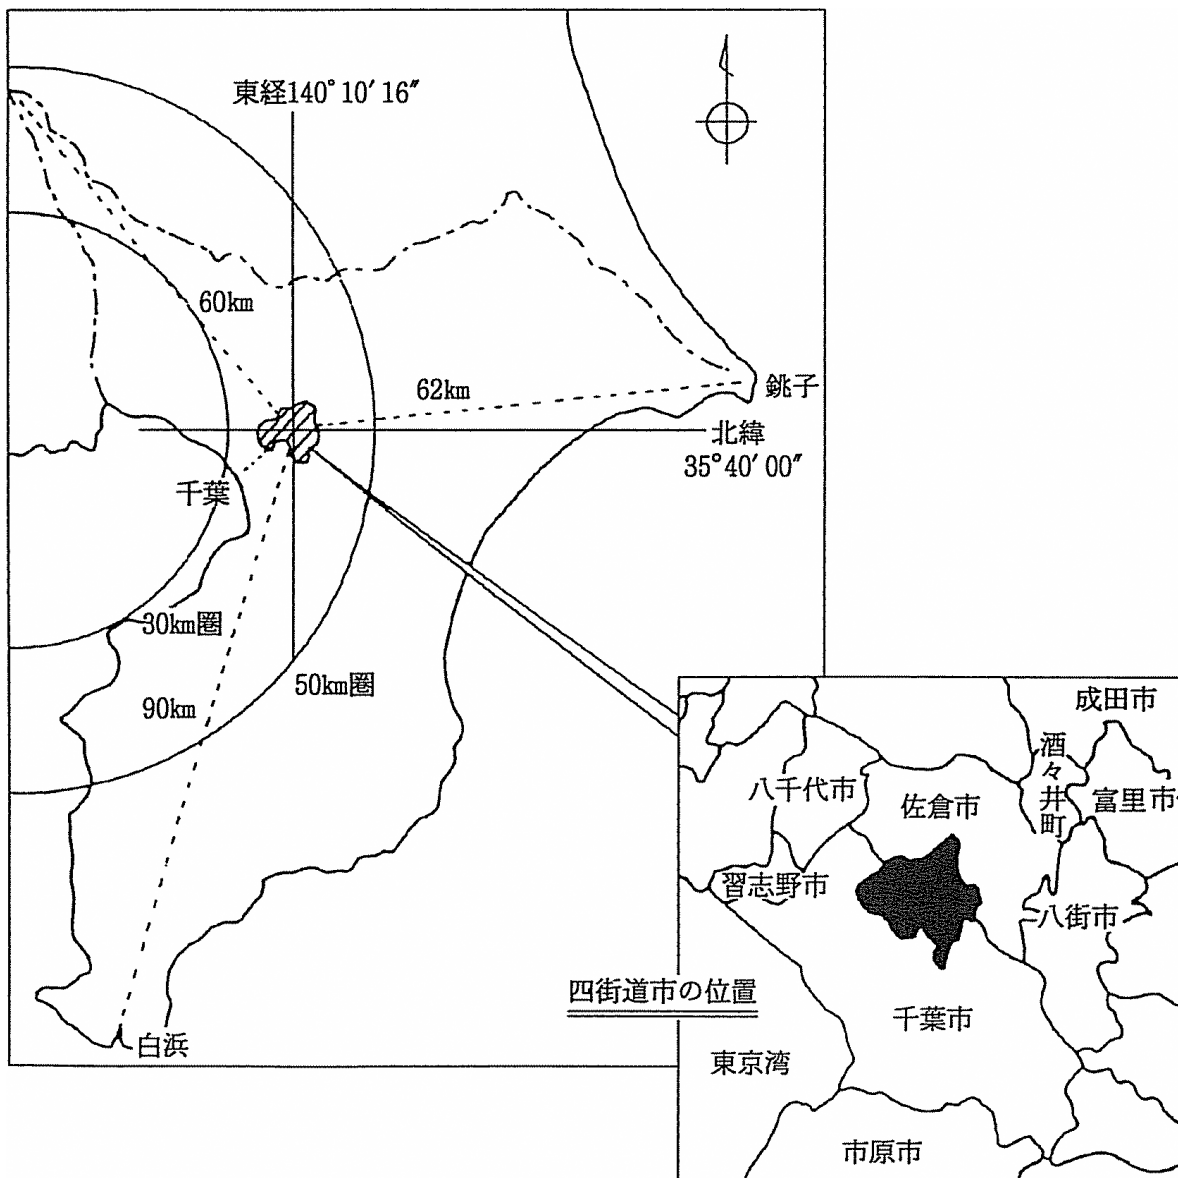 東経140°10′16″
60㎞
62㎞
銚子
北緯
35°40′00″
千葉
30㎞圏
50㎞圏
90㎞
白浜
成田市
酒々井町
八千代市
佐倉市
富里市
習志野市
八街市
四街道市の位置
千葉市
東京湾
市原市